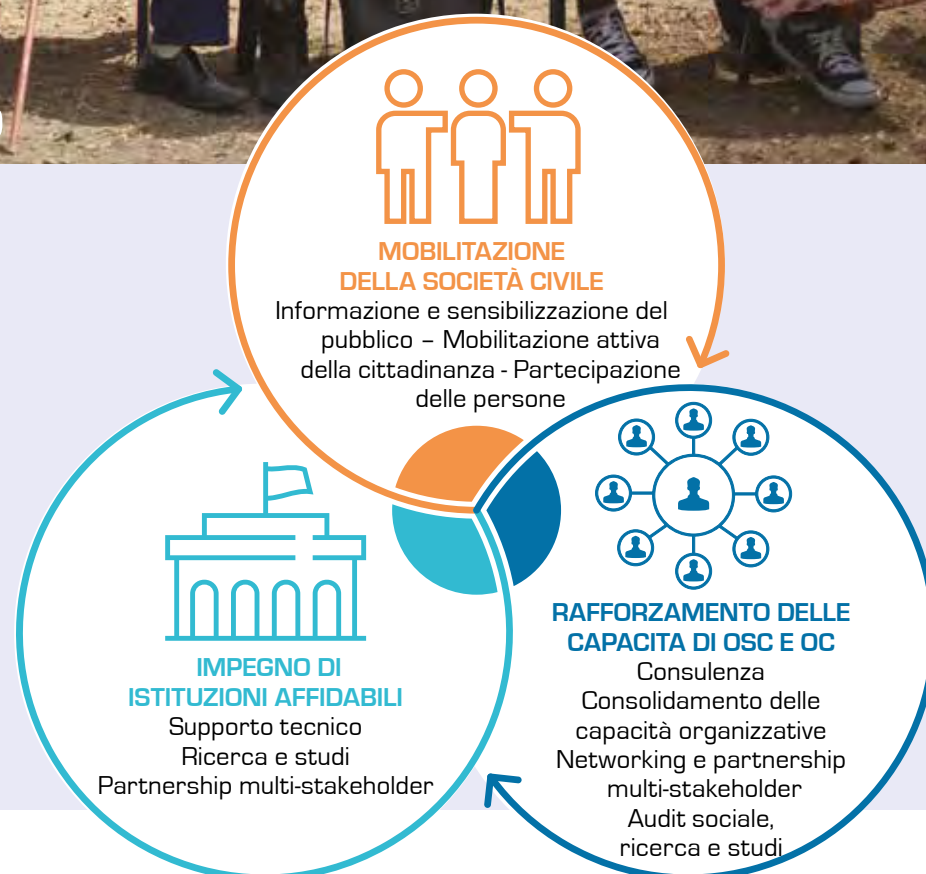 MOBILITAZIONE
DELLA SOCIETÀ CIVILE
Informazione e sensibilizzazione del
pubblico – Mobilitazione attiva
della cittadinanza - Partecipazione
delle persone
IMPEGNO DI
ISTITUZIONI AFFIDABILI
Supporto tecnico
Ricerca e studi
Partnership multi-stakeholder
RAFFORZAMENTO DELLE
CAPACITA DI OSC E OC
Consulenza
Consolidamento delle
capacità organizzative
Networking e partnership
multi-stakeholder
Audit sociale,
ricerca e studi